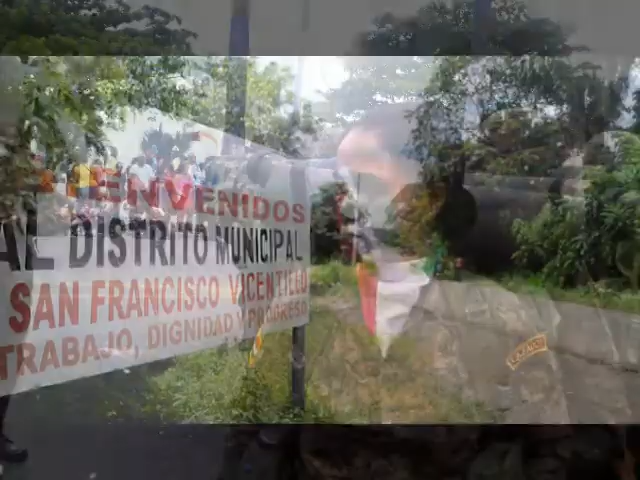 BIENVENIDOS
AL DISTRITO MUNICIPAL
SAN FRANCISCO VICENTILLO
TRABAJO, DIGNIDAD Y PROGRESO